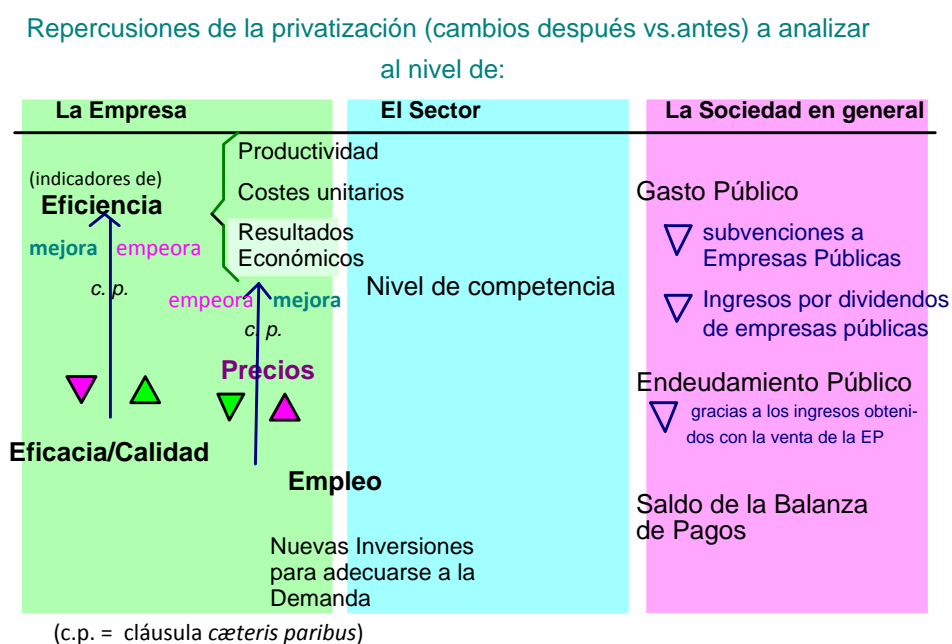 Repercusiones de la privatización (cambios después vs.antes) a analizar
al nivel de:
La Empresa
El Sector
La Sociedad en general
(indicadores de)
Eficiencia
mejora
empeora
c. p.
Productividad
Costes unitarios
Resultados
Económicos
empeora
mejora
c. p.
Precios
Eficacia/Calidad
Empleo
Nuevas Inversiones
para adecuarse a la
Demanda
Nivel de competencia
Gasto Público
subvenciones a
Empresas Públicas
Ingresos por dividendos
de empresas públicas
Endeudamiento Público
gracias a los ingresos obteni-
dos con la venta de la EP
Saldo de la Balanza
de Pagos
(c.p. = cláusula cæteris paribus)